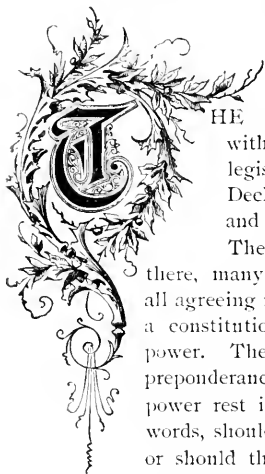 THE
with
legis
Decl
and
The
there, many
all agreeing
a constitutio
power. The
preponderanc
power rest i
words, shoul
or should th